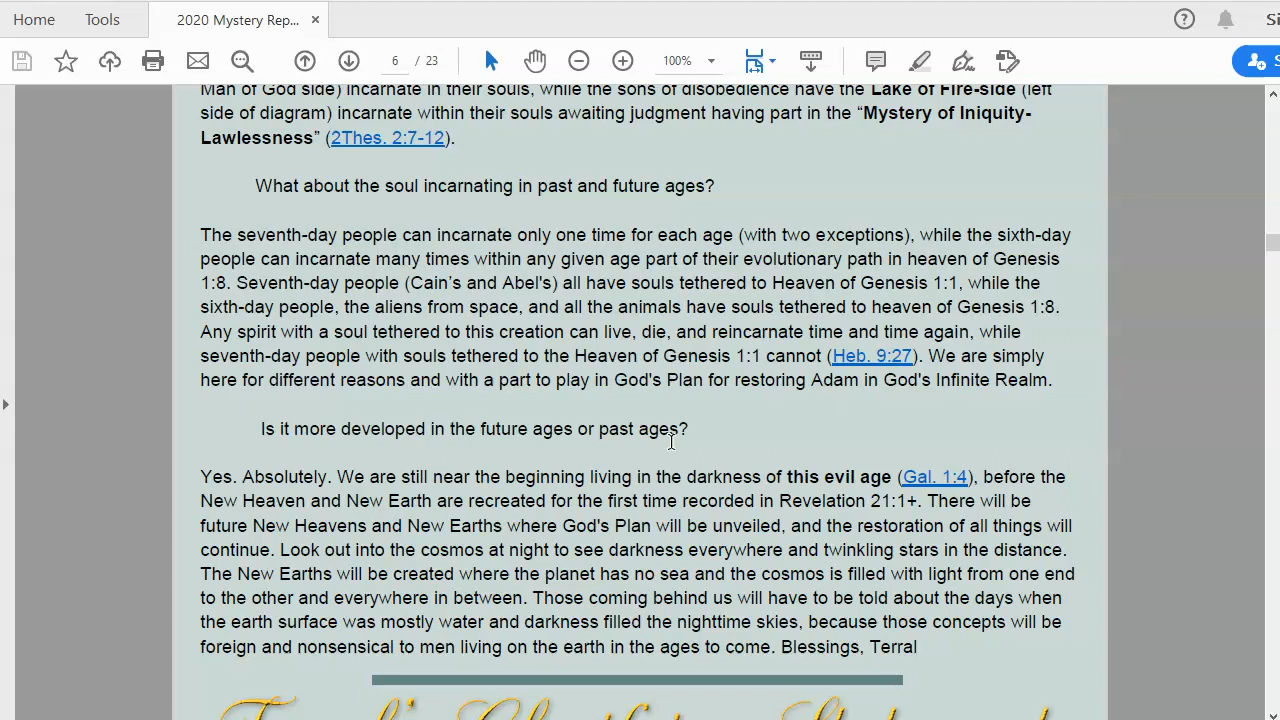 Home Tools 2020 Mystery Rep... ×
6 / 23 100%
Man of God side) incarnate in their souls, while the sons of disobedience have the Lake of Fire-side (left
side of diagram) incarnate within their souls awaiting judgment having part in the “Mystery of Iniquity-
Lawlessness” (2Thes. 2:7-12).
What about the soul incarnating in past and future ages?
The seventh-day people can incarnate only one time for each age (with two exceptions), while the sixth-day
people can incarnate many times within any given age part of their evolutionary path in heaven of Genesis
1:8. Seventh-day people (Cain’s and Abel's) all have souls tethered to Heaven of Genesis 1:1, while the
sixth-day people, the aliens from space, and all the animals have souls tethered to heaven of Genesis 1:8.
Any spirit with a soul tethered to this creation can live, die, and reincarnate time and time again, while
seventh-day people with souls tethered to the Heaven of Genesis 1:1 cannot (Heb. 9:27). We are simply
here for different reasons and with a part to play in God's Plan for restoring Adam in God's Infinite Realm.
Is it more developed in the future ages or past ages?
Yes. Absolutely. We are still near the beginning living in the darkness of this evil age (Gal. 1:4), before the
New Heaven and New Earth are recreated for the first time recorded in Revelation 21:1+. There will be
future New Heavens and New Earths where God's Plan will be unveiled, and the restoration of all things will
continue. Look out into the cosmos at night to see darkness everywhere and twinkling stars in the distance.
The New Earths will be created where the planet has no sea and the cosmos is filled with light from one end
to the other and everywhere in between. Those coming behind us will have to be told about the days when
the earth surface was mostly water and darkness filled the nighttime skies, because those concepts will be
foreign and nonsensical to men living on the earth in the ages to come. Blessings, Terral